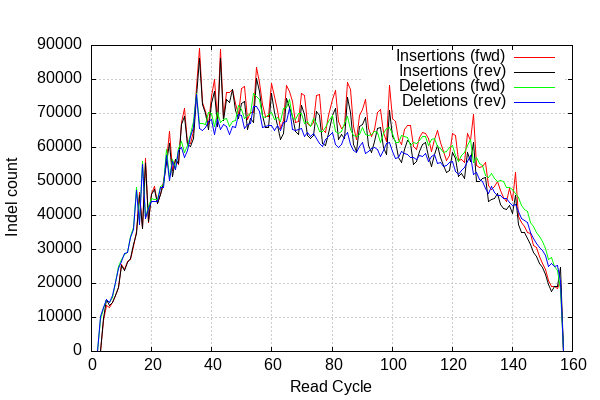 90000
80000
70000
60000
50000
40000
30000
20000
10000
0
Indel count
Insertions (fwd)
Insertions (rev)
Deletions (fwd)
Deletions (rev)
0 20 40 60 80 100 120 140 160
Read Cycle